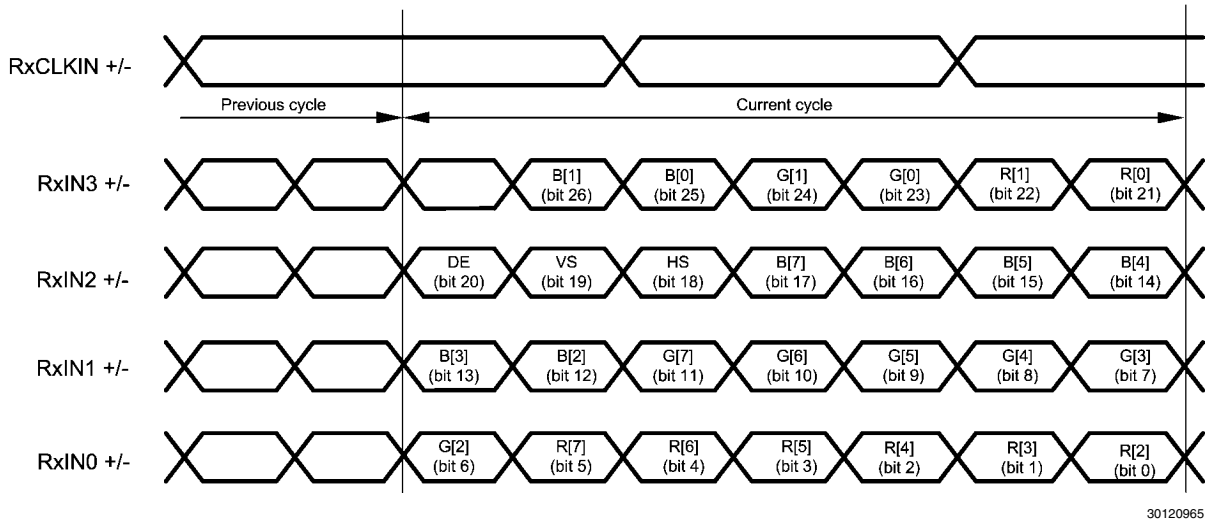 RxCLKIN +/-
Previous cycle
Current cycle
RxIN3 +/-
B[1]
(bit 26)
B[0]
(bit 25)
G[1]
(bit 24)
G[0]
(bit 23)
R[1]
(bit 22)
R[0]
(bit 21)
RxIN2 +/-
DE
(bit 20)
VS
(bit 19)
HS
(bit 18)
B[7]
(bit 17)
B[6]
(bit 16)
B[5]
(bit 15)
B[4]
(bit 14)
RxIN1 +/-
B[3]
(bit 13)
B[2]
(bit 12)
G[7]
(bit 11)
G[6]
(bit 10)
G[5]
(bit 9)
G[4]
(bit 8)
G[3]
(bit 7)
RxIN0 +/-
G[2]
(bit 6)
R[7]
(bit 5)
R[6]
(bit 4)
R[5]
(bit 3)
R[4]
(bit 2)
R[3]
(bit 1)
R[2]
(bit 0)
30120965